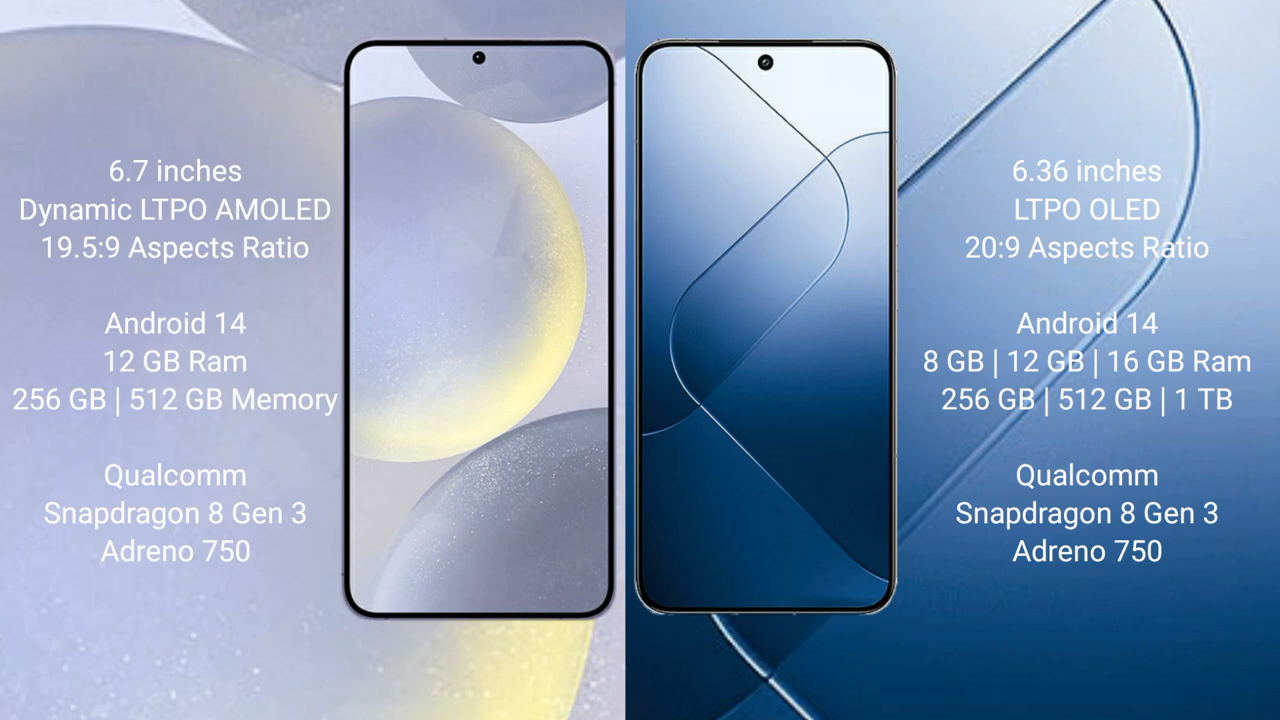 6.7 inches
Dynamic LTPO AMOLED
19.5:9 Aspects Ratio
Android 14
12 GB Ram
256 GB | 512 GB Memory
Qualcomm
Snapdragon 8 Gen 3
Adreno 750
6.36 inches
LTPO OLED
20:9 Aspects Ratio
Android 14
8 GB | 12 GB | 16 GB Ram
256 GB | 512 GB | 1 TB
Qualcomm
Snapdragon 8 Gen 3
Adreno 750